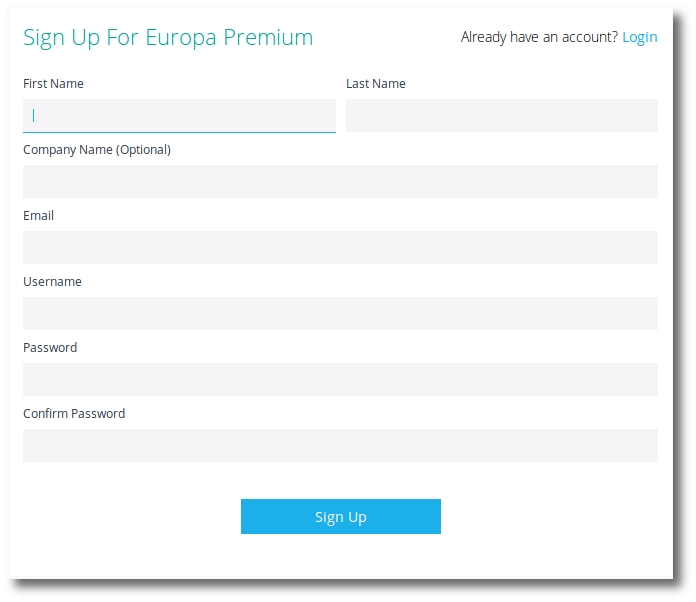 Sign Up For Europa Premium
Already have an account? Login
First Name
Last Name
Company Name (Optional)
Email
Username
Password
Confirm Password
Sign Up